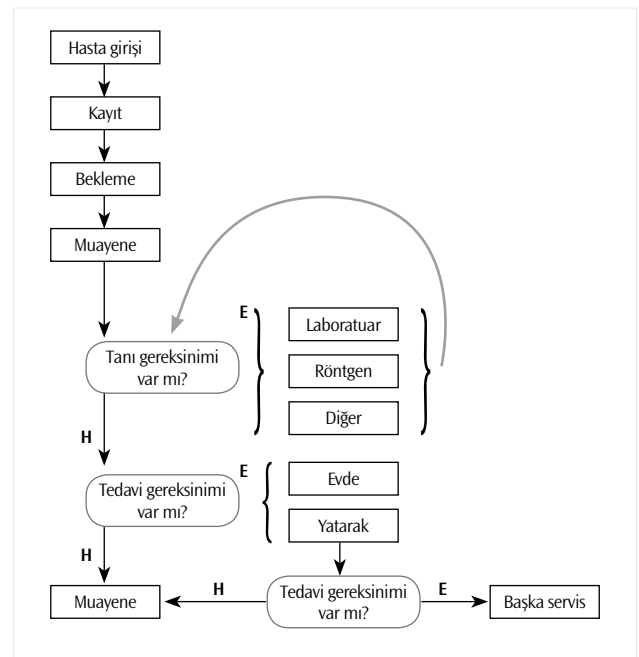 Hasta girişi
Kayıt
Bekleme
Muayene
E
Laboratuar
Tanı gereksinimi
var mı?
Röntgen
Diğer
H
E
Evde
Tedavi gereksinimi
var mı?
Yatarak
H
Muayene
H
Tedavi gereksinimi
var mı?
E
Başka servis